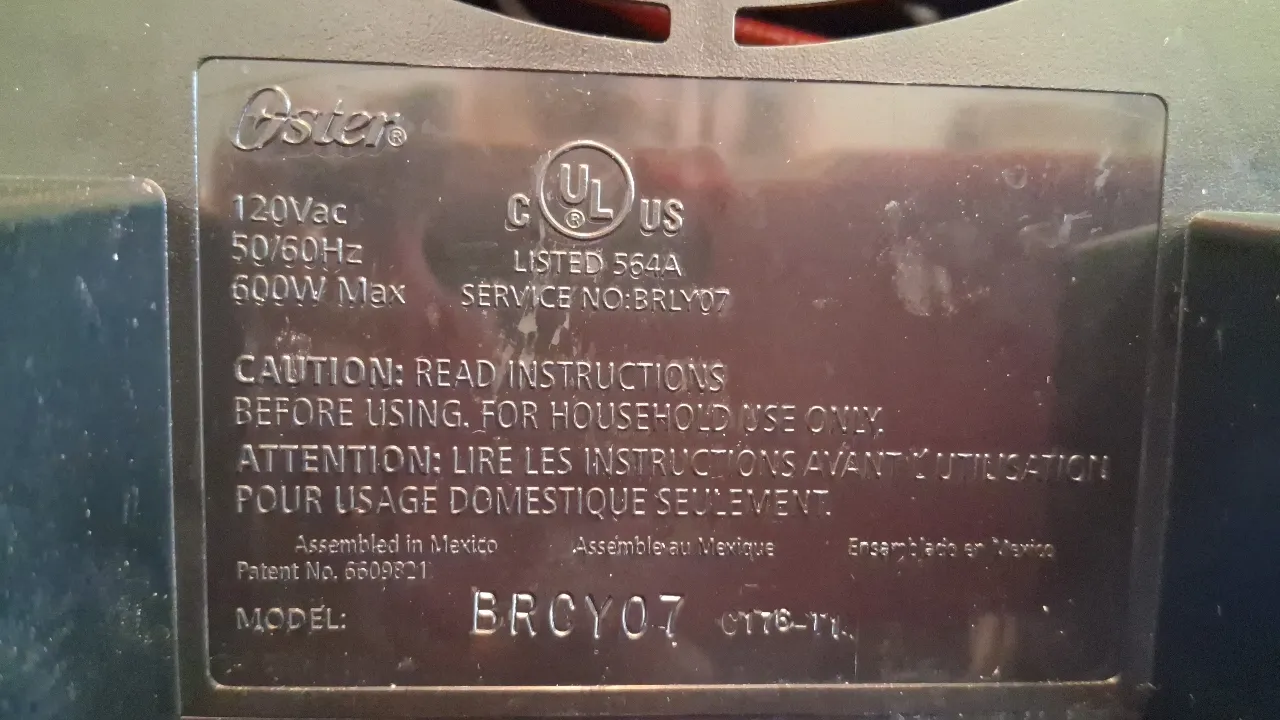 Oster®
120Vac
50/60Hz
600W Max
C UL® US
LISTED 564A
SERVICE NO:BRLY07
CAUTION: READ INSTRUCTIONS
BEFORE USING. FOR HOUSEHOLD USE ONLY.
ATTENTION: LIRE LES INSTRUCTIONS AVANT L'UTILISATION
POUR USAGE DOMESTIQUE SEULEMENT.
Assembled in Mexico Assemble au Mexique Ensamblado en Mexico
Patent No. 6609821
MODEL: BRCY07